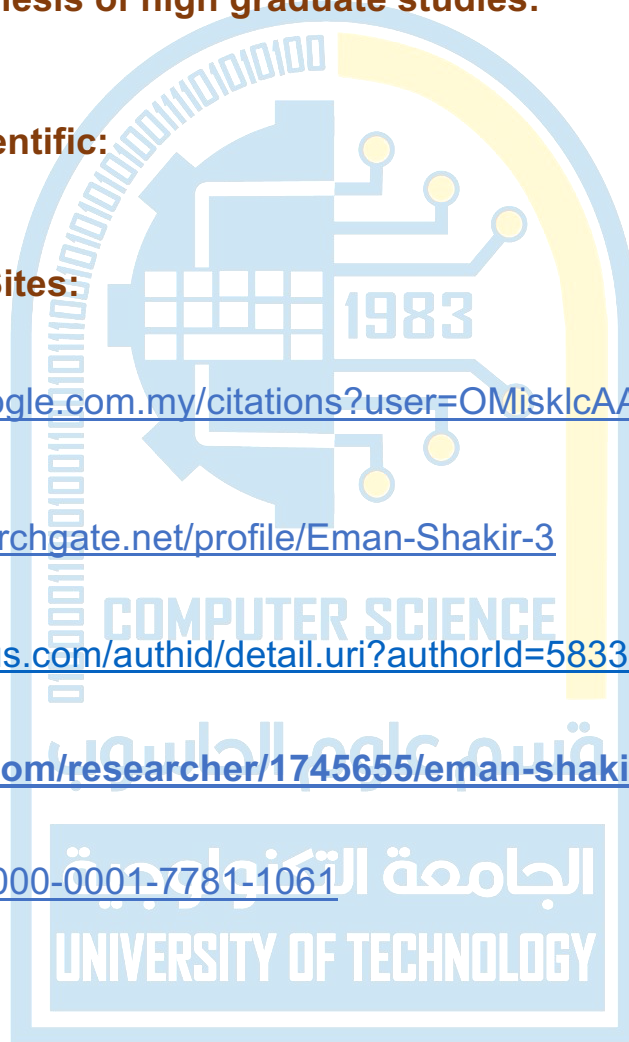 hesis of high graduate studies:
entific:
Sites:
1983
ogle.com.my/citations?user=OMisklcAA
rchgate.net/profile/Eman-Shakir-3
COMPUTER SCIENCE
us.com/authid/detail.uri?authorId=5833
قسم علوم الحاسوب
om/researcher/1745655/eman-shaki
الجامعة التكنولوجية
000-0001-7781-1061
UNIVERSITY OF TECHNOLOGY